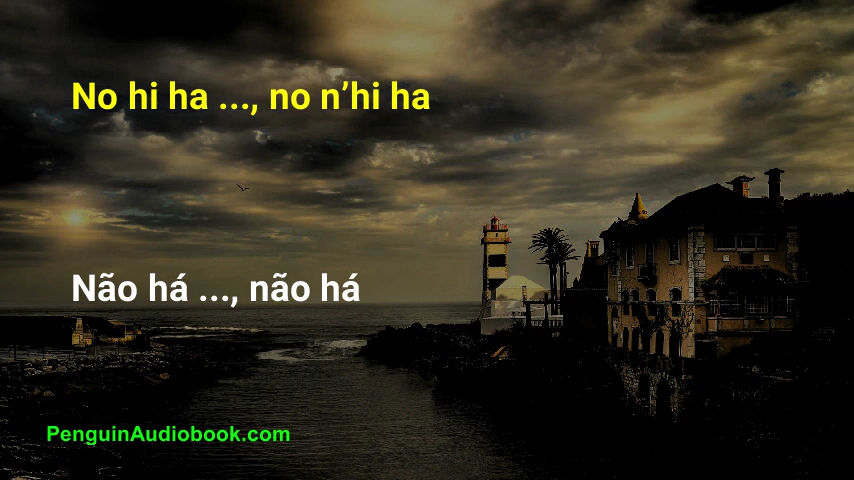 No hi ha ..., no n’hi ha
Não há ..., não há
PenguinAudiobook.com